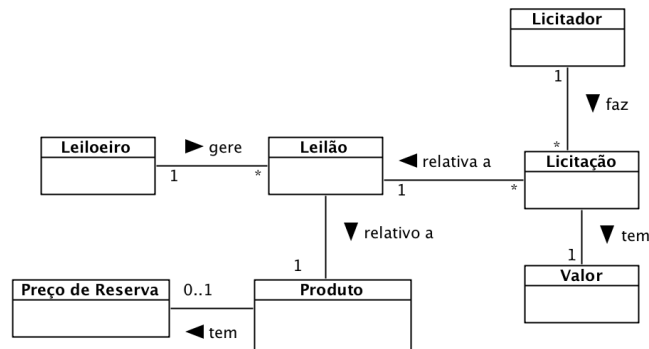 Licitador
1
faz
*
Leiloeiro
gere
1
*
Leilão
relativa a
1
*
Licitação
relativo a
1
tem
1
Valor
Preço de Reserva
0..1
tem
Produto